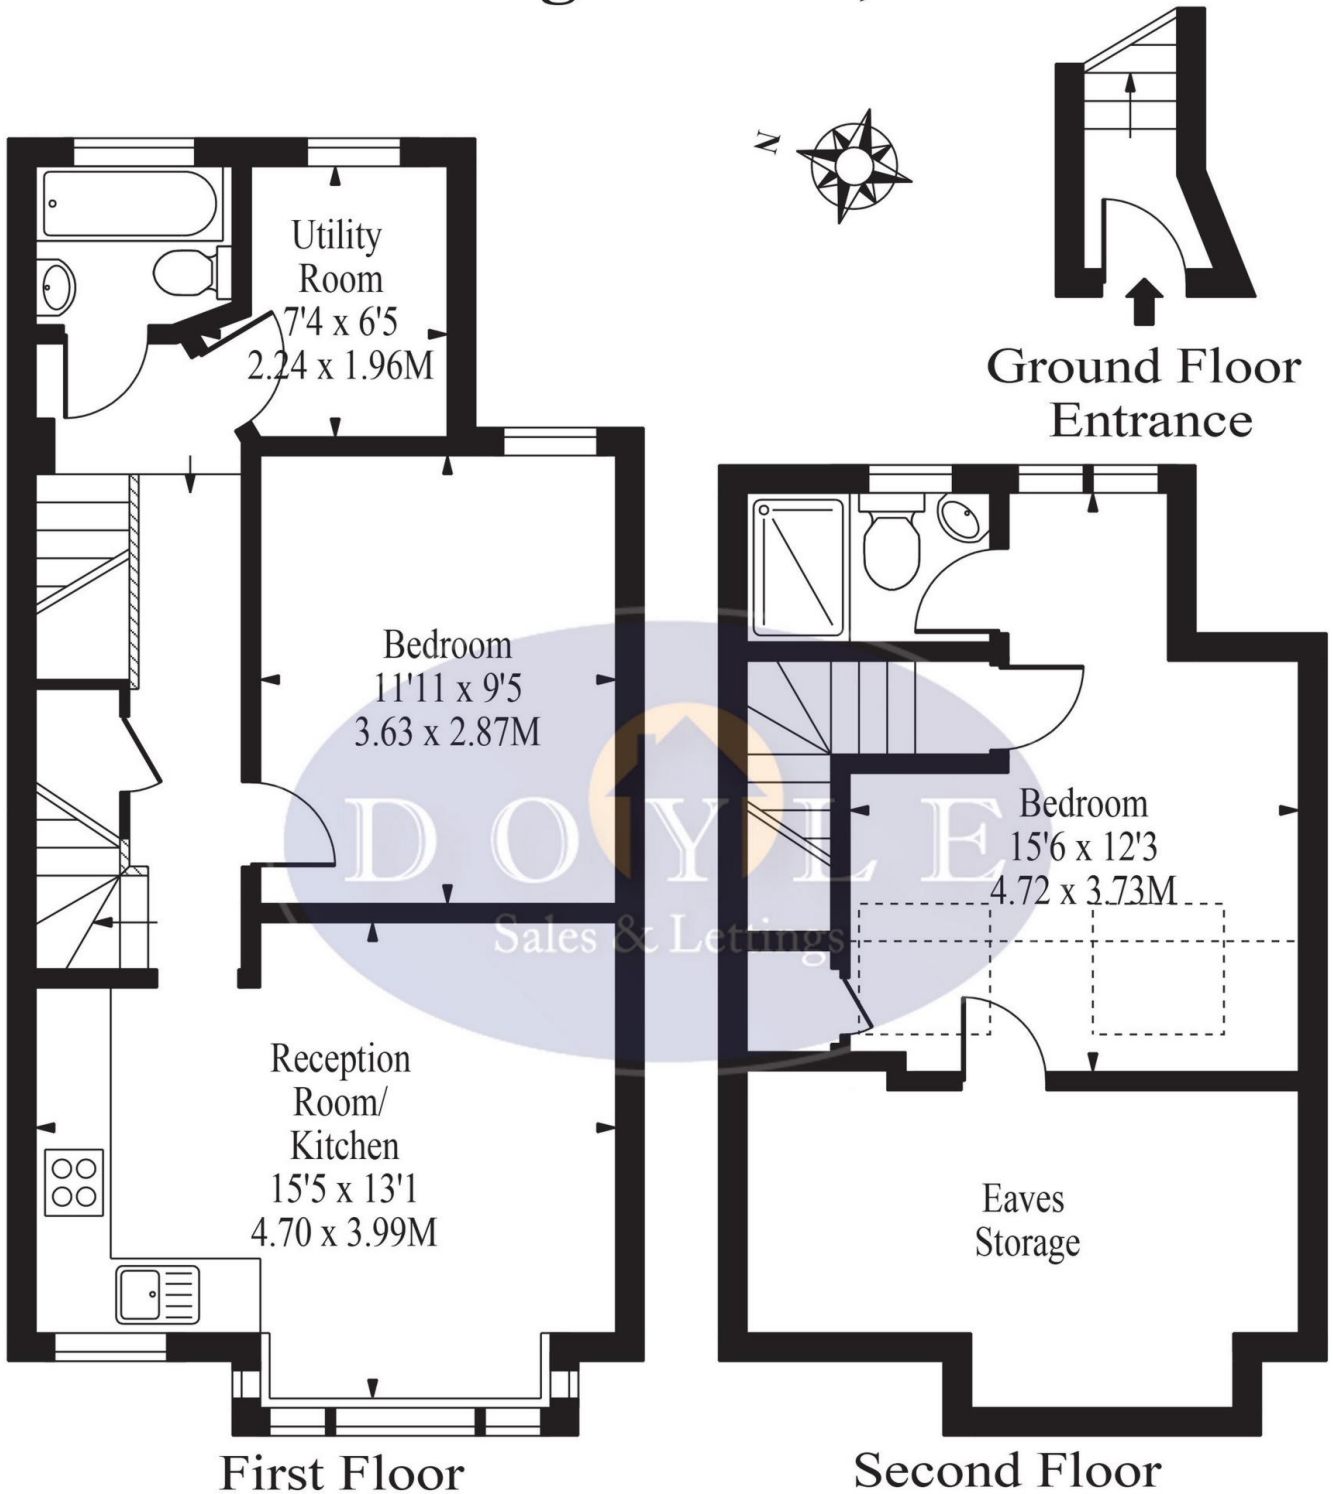 N
Utility
Room
7'4 x 6'5
2.24 x 1.96M
Ground Floor
Entrance
Bedroom
11'11 x 9'5
3.63 x 2.87M
Bedroom
15'6 x 12'3
4.72 x 3.73M
DOYLE
Sales & Lettings
Reception
Room/
Kitchen
15'5 x 13'1
4.70 x 3.99M
Eaves
Storage
First Floor
Second Floor